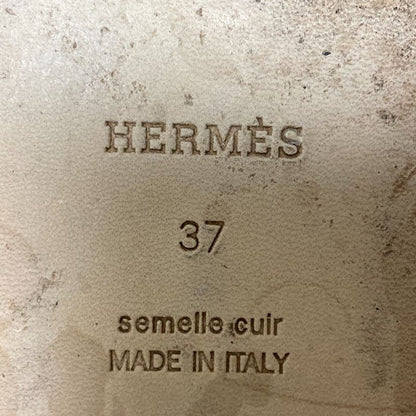 HERMÈS
37
semelle cuir
MADE IN ITALY